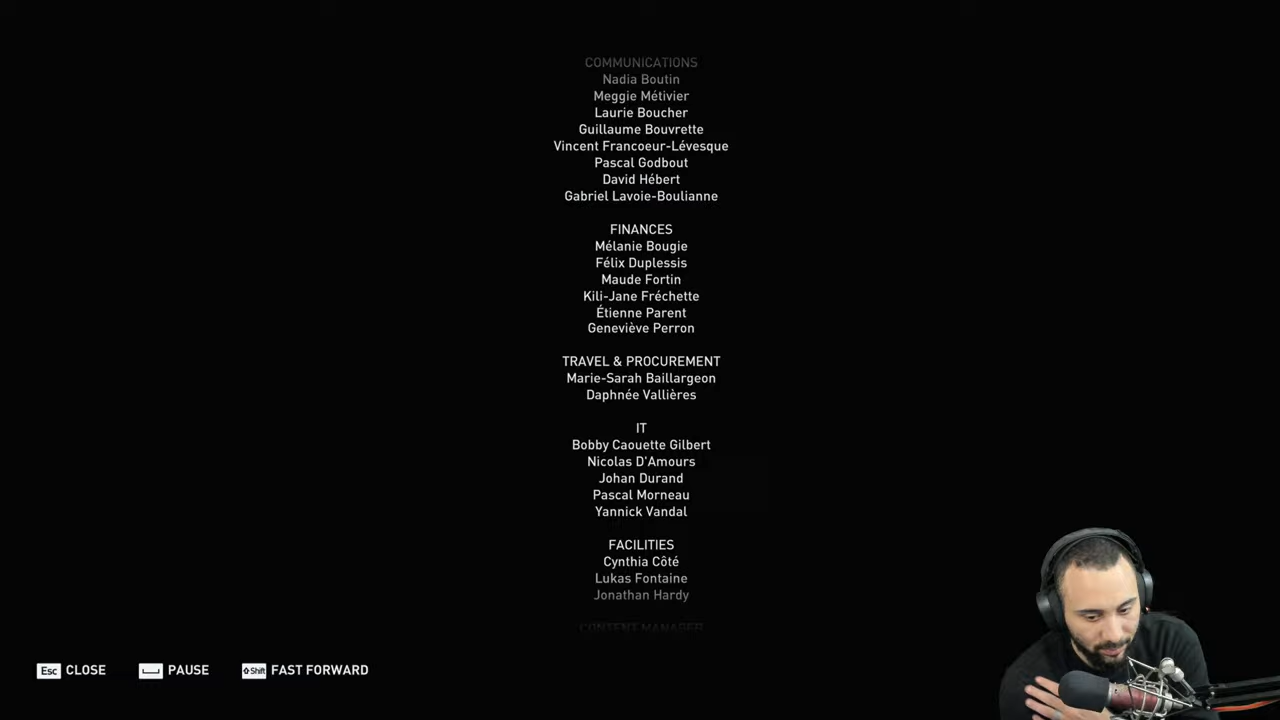 COMMUNICATIONS
Nadia Boutin
Meggie Métivier
Laurie Boucher
Guillaume Bouvrette
Vincent Francoeur-Lévesque
Pascal Godbout
David Hébert
Gabriel Lavoie-Boulianne
FINANCES
Mélanie Bougie
Félix Duplessis
Maude Fortin
Kili-Jane Fréchette
Étienne Parent
Geneviève Perron
TRAVEL & PROCUREMENT
Marie-Sarah Baillargeon
Daphnée Vallières
IT
Bobby Caouette Gilbert
Nicolas D'Amours
Johan Durand
Pascal Morneau
Yannick Vandal
FACILITIES
Cynthia Côté
Lukas Fontaine
Jonathan Hardy
CONTENT MANAGER
Esc CLOSE PAUSE Shift FAST FORWARD